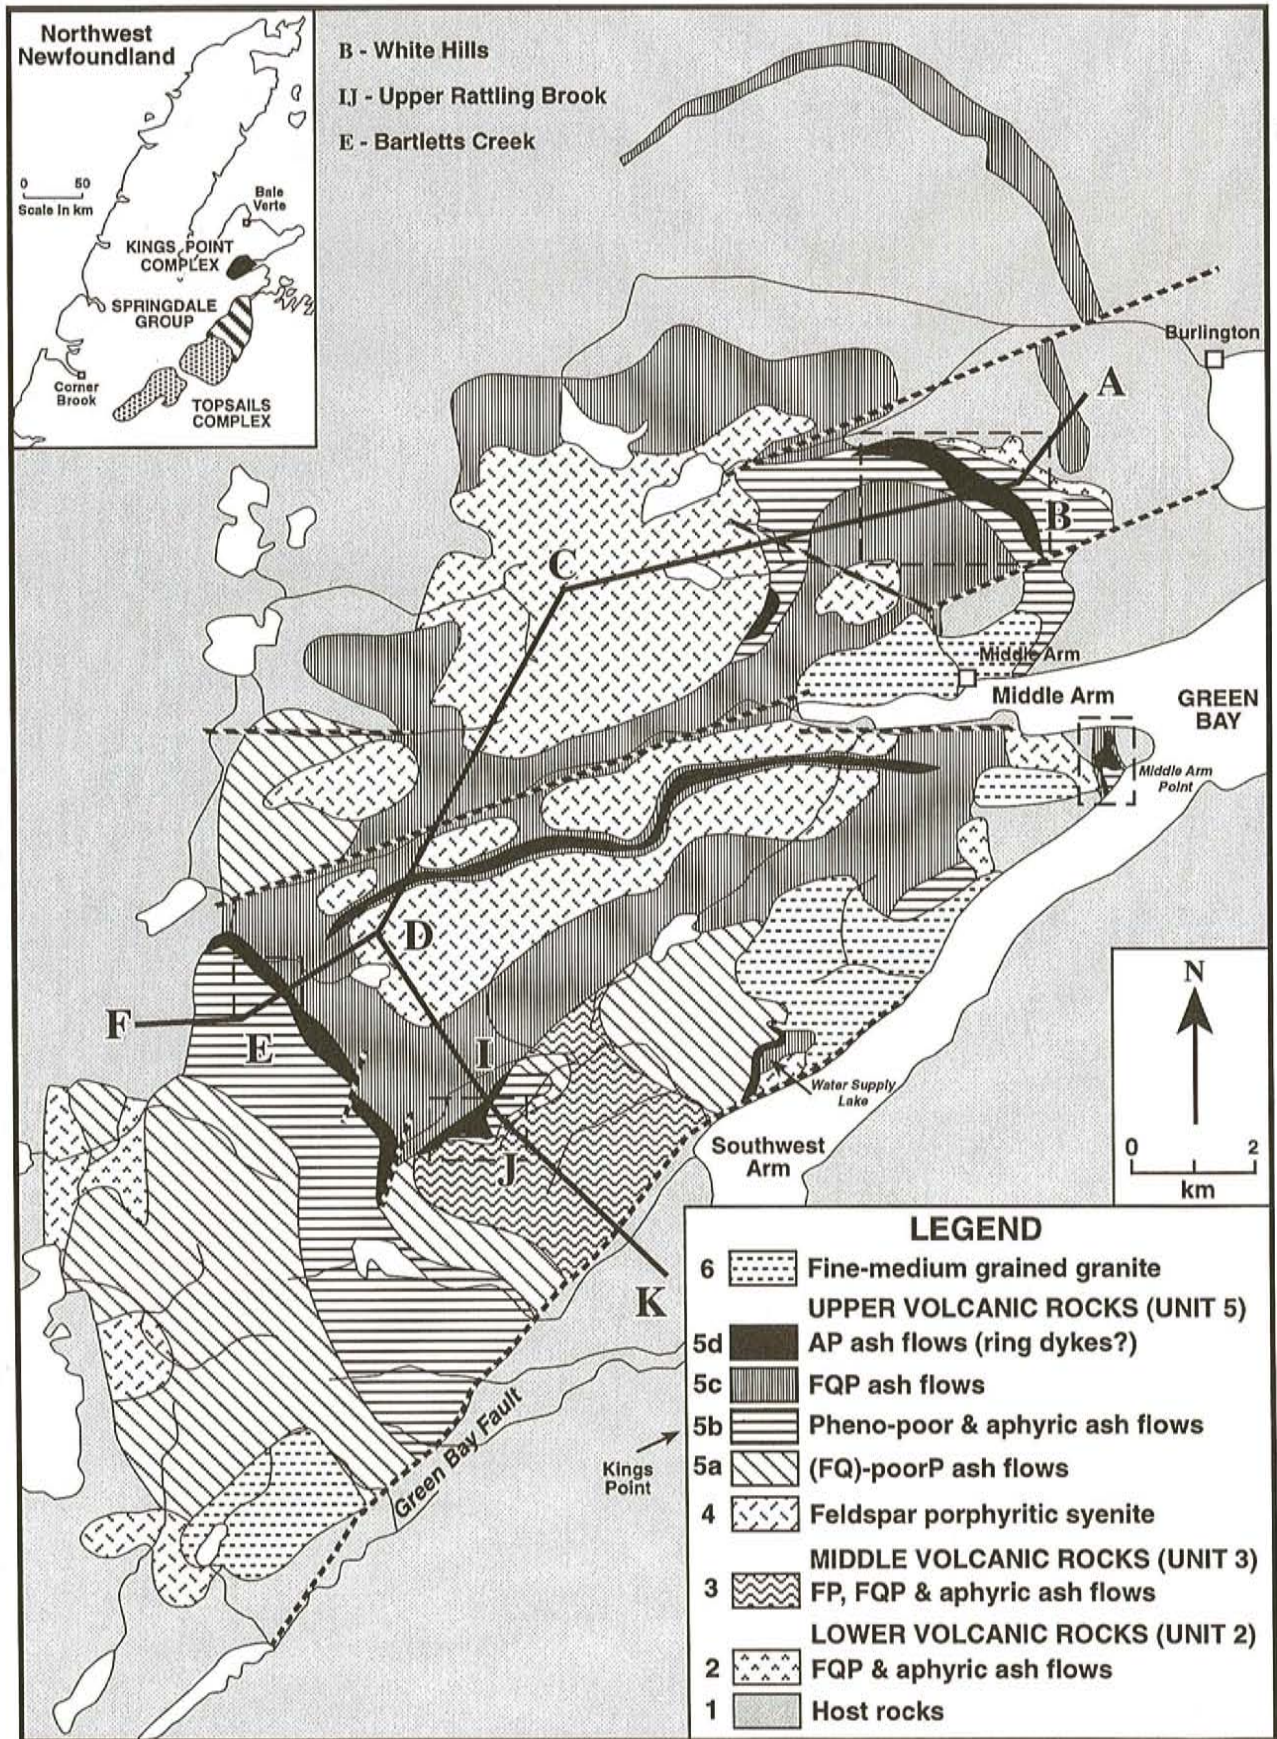 Northwest
Newfoundland
0 50
Scale in km
Baie
Verte
KINGS POINT
COMPLEX
SPRINGDALE
GROUP
Corner
Brook
TOPSAILS
COMPLEX
B - White Hills
IJ - Upper Rattling Brook
E - Bartletts Creek
Burlington
A
B
C
Middle Arm
Middle Arm
GREEN
BAY
Middle Arm
Point
D
F
E
I
J
K
Water Supply
Lake
Southwest
Arm
N
0 2
km
Green Bay Fault
Kings
Point
LEGEND
6 Fine-medium grained granite
UPPER VOLCANIC ROCKS (UNIT 5)
5d AP ash flows (ring dykes?)
5c FQP ash flows
5b Pheno-poor & aphyric ash flows
5a (FQ)-poorP ash flows
4 Feldspar porphyritic syenite
MIDDLE VOLCANIC ROCKS (UNIT 3)
3 FP, FQP & aphyric ash flows
LOWER VOLCANIC ROCKS (UNIT 2)
2 FQP & aphyric ash flows
1 Host rocks